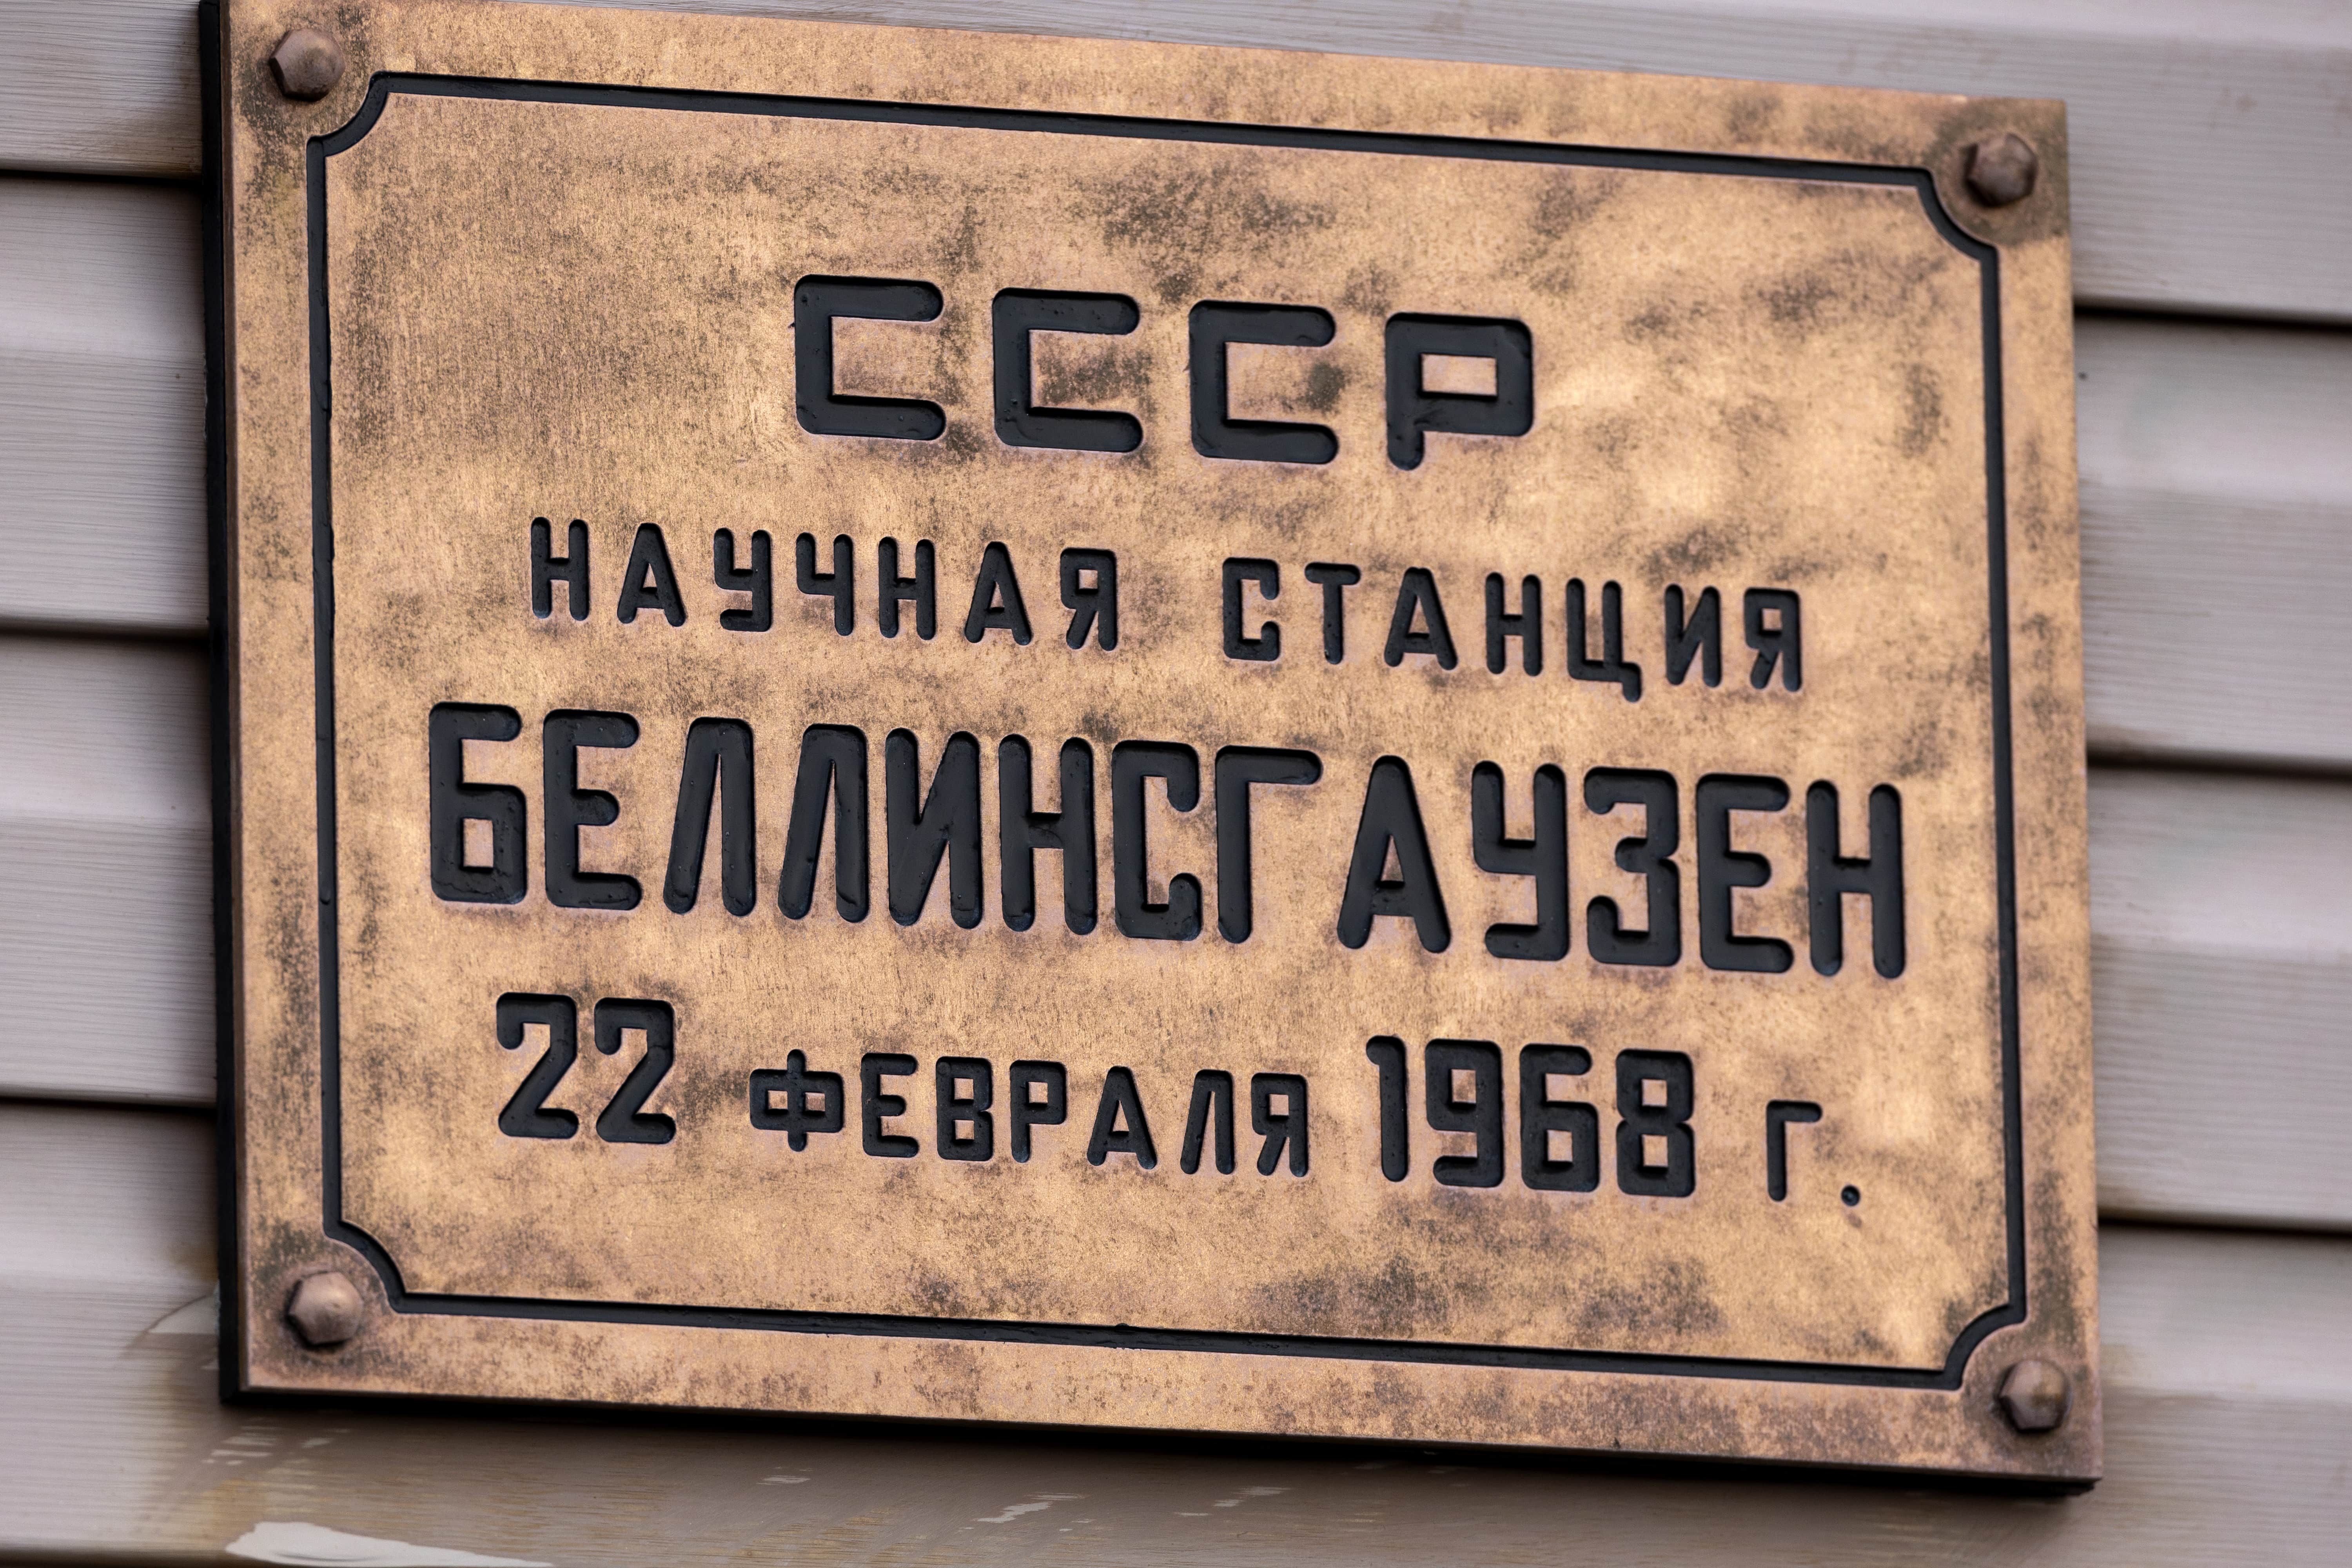 СССР
НАУЧНАЯ СТАНЦИЯ
БЕЛЛИНСГАУЗЕН
22 ФЕВРАЛЯ 1968 г.